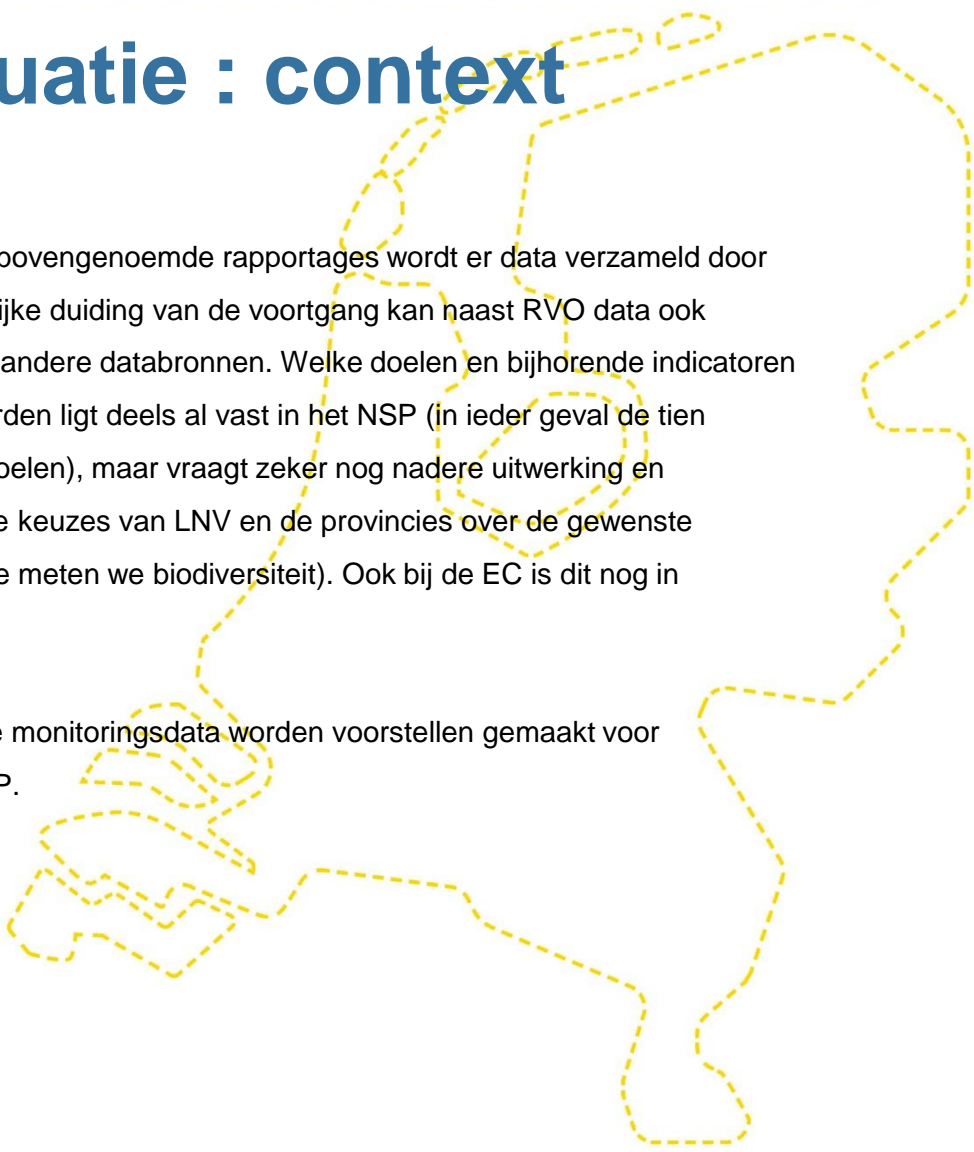 uatie : context
bovengenoemde rapportages wordt er data verzameld door
ijke duiding van de voortgang kan naast RVO data ook
andere databronnen. Welke doelen en bijhorende indicatoren
rden ligt deels al vast in het NSP (in ieder geval de tien
oelen), maar vraagt zeker nog nadere uitwerking en
e keuzes van LNV en de provincies over de gewenste
e meten we biodiversiteit). Ook bij de EC is dit nog in
e monitoringsdata worden voorstellen gemaakt voor
P.